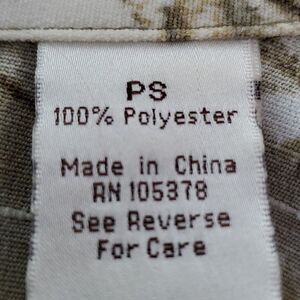 PS
100% Polyester
Made in China
RN 105378
See Reverse
For Care